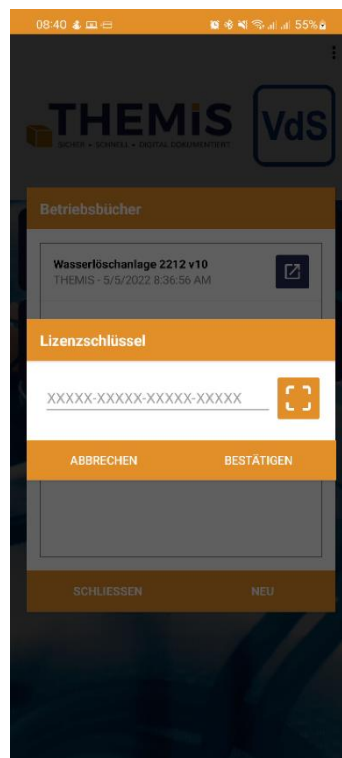 08:40 55%
THEMiS
SICHER • SCHNELL • DIGITAL DOKUMENTIERT
VdS
Betriebsbücher
Wasserlöschanlage 2212 v10
THEMIS - 5/5/2022 8:36:56 AM
Lizenzschlüssel
XXXXX-XXXXX-XXXXX-XXXXX
ABBRECHEN BESTÄTIGEN
SCHLIESSEN NEU